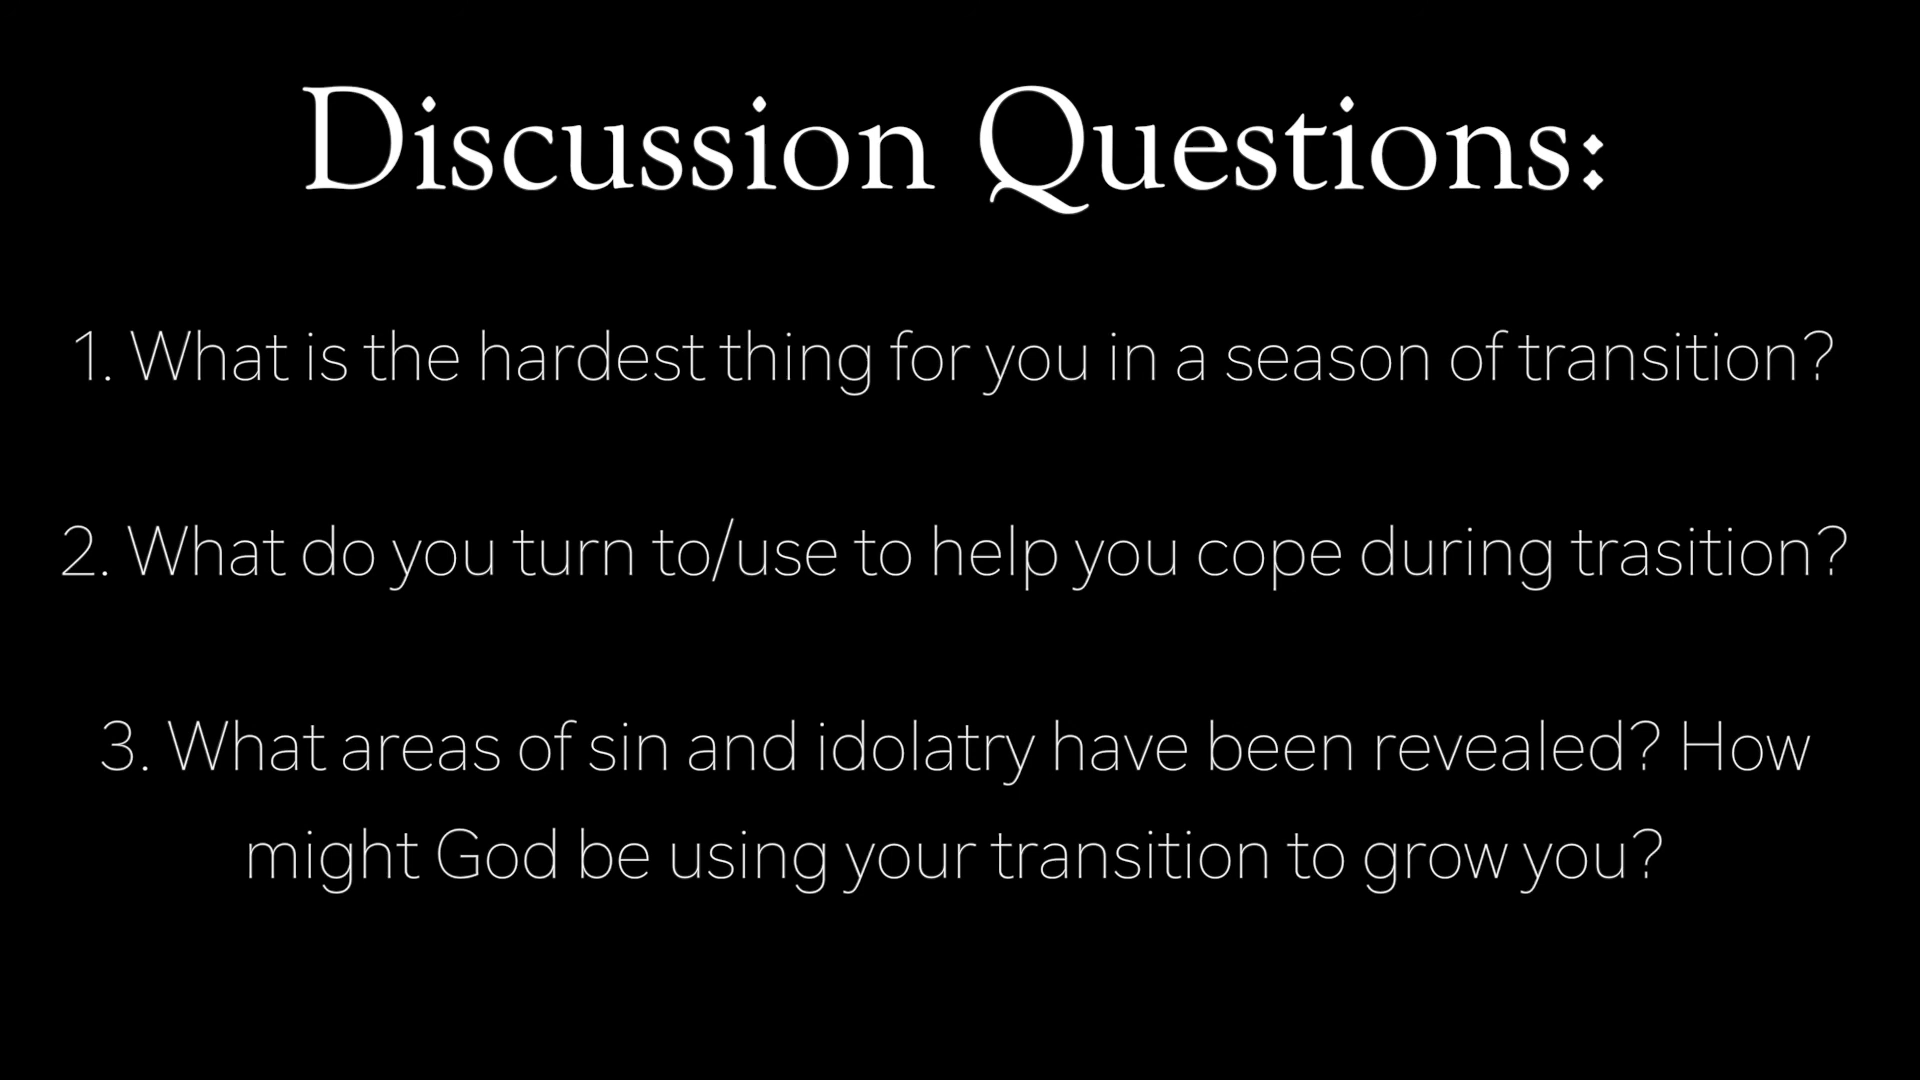 Discussion Questions:
1. What is the hardest thing for you in a season of transition?
2. What do you turn to/use to help you cope during trasition?
3. What areas of sin and idolatry have been revealed? How
might God be using your transition to grow you?